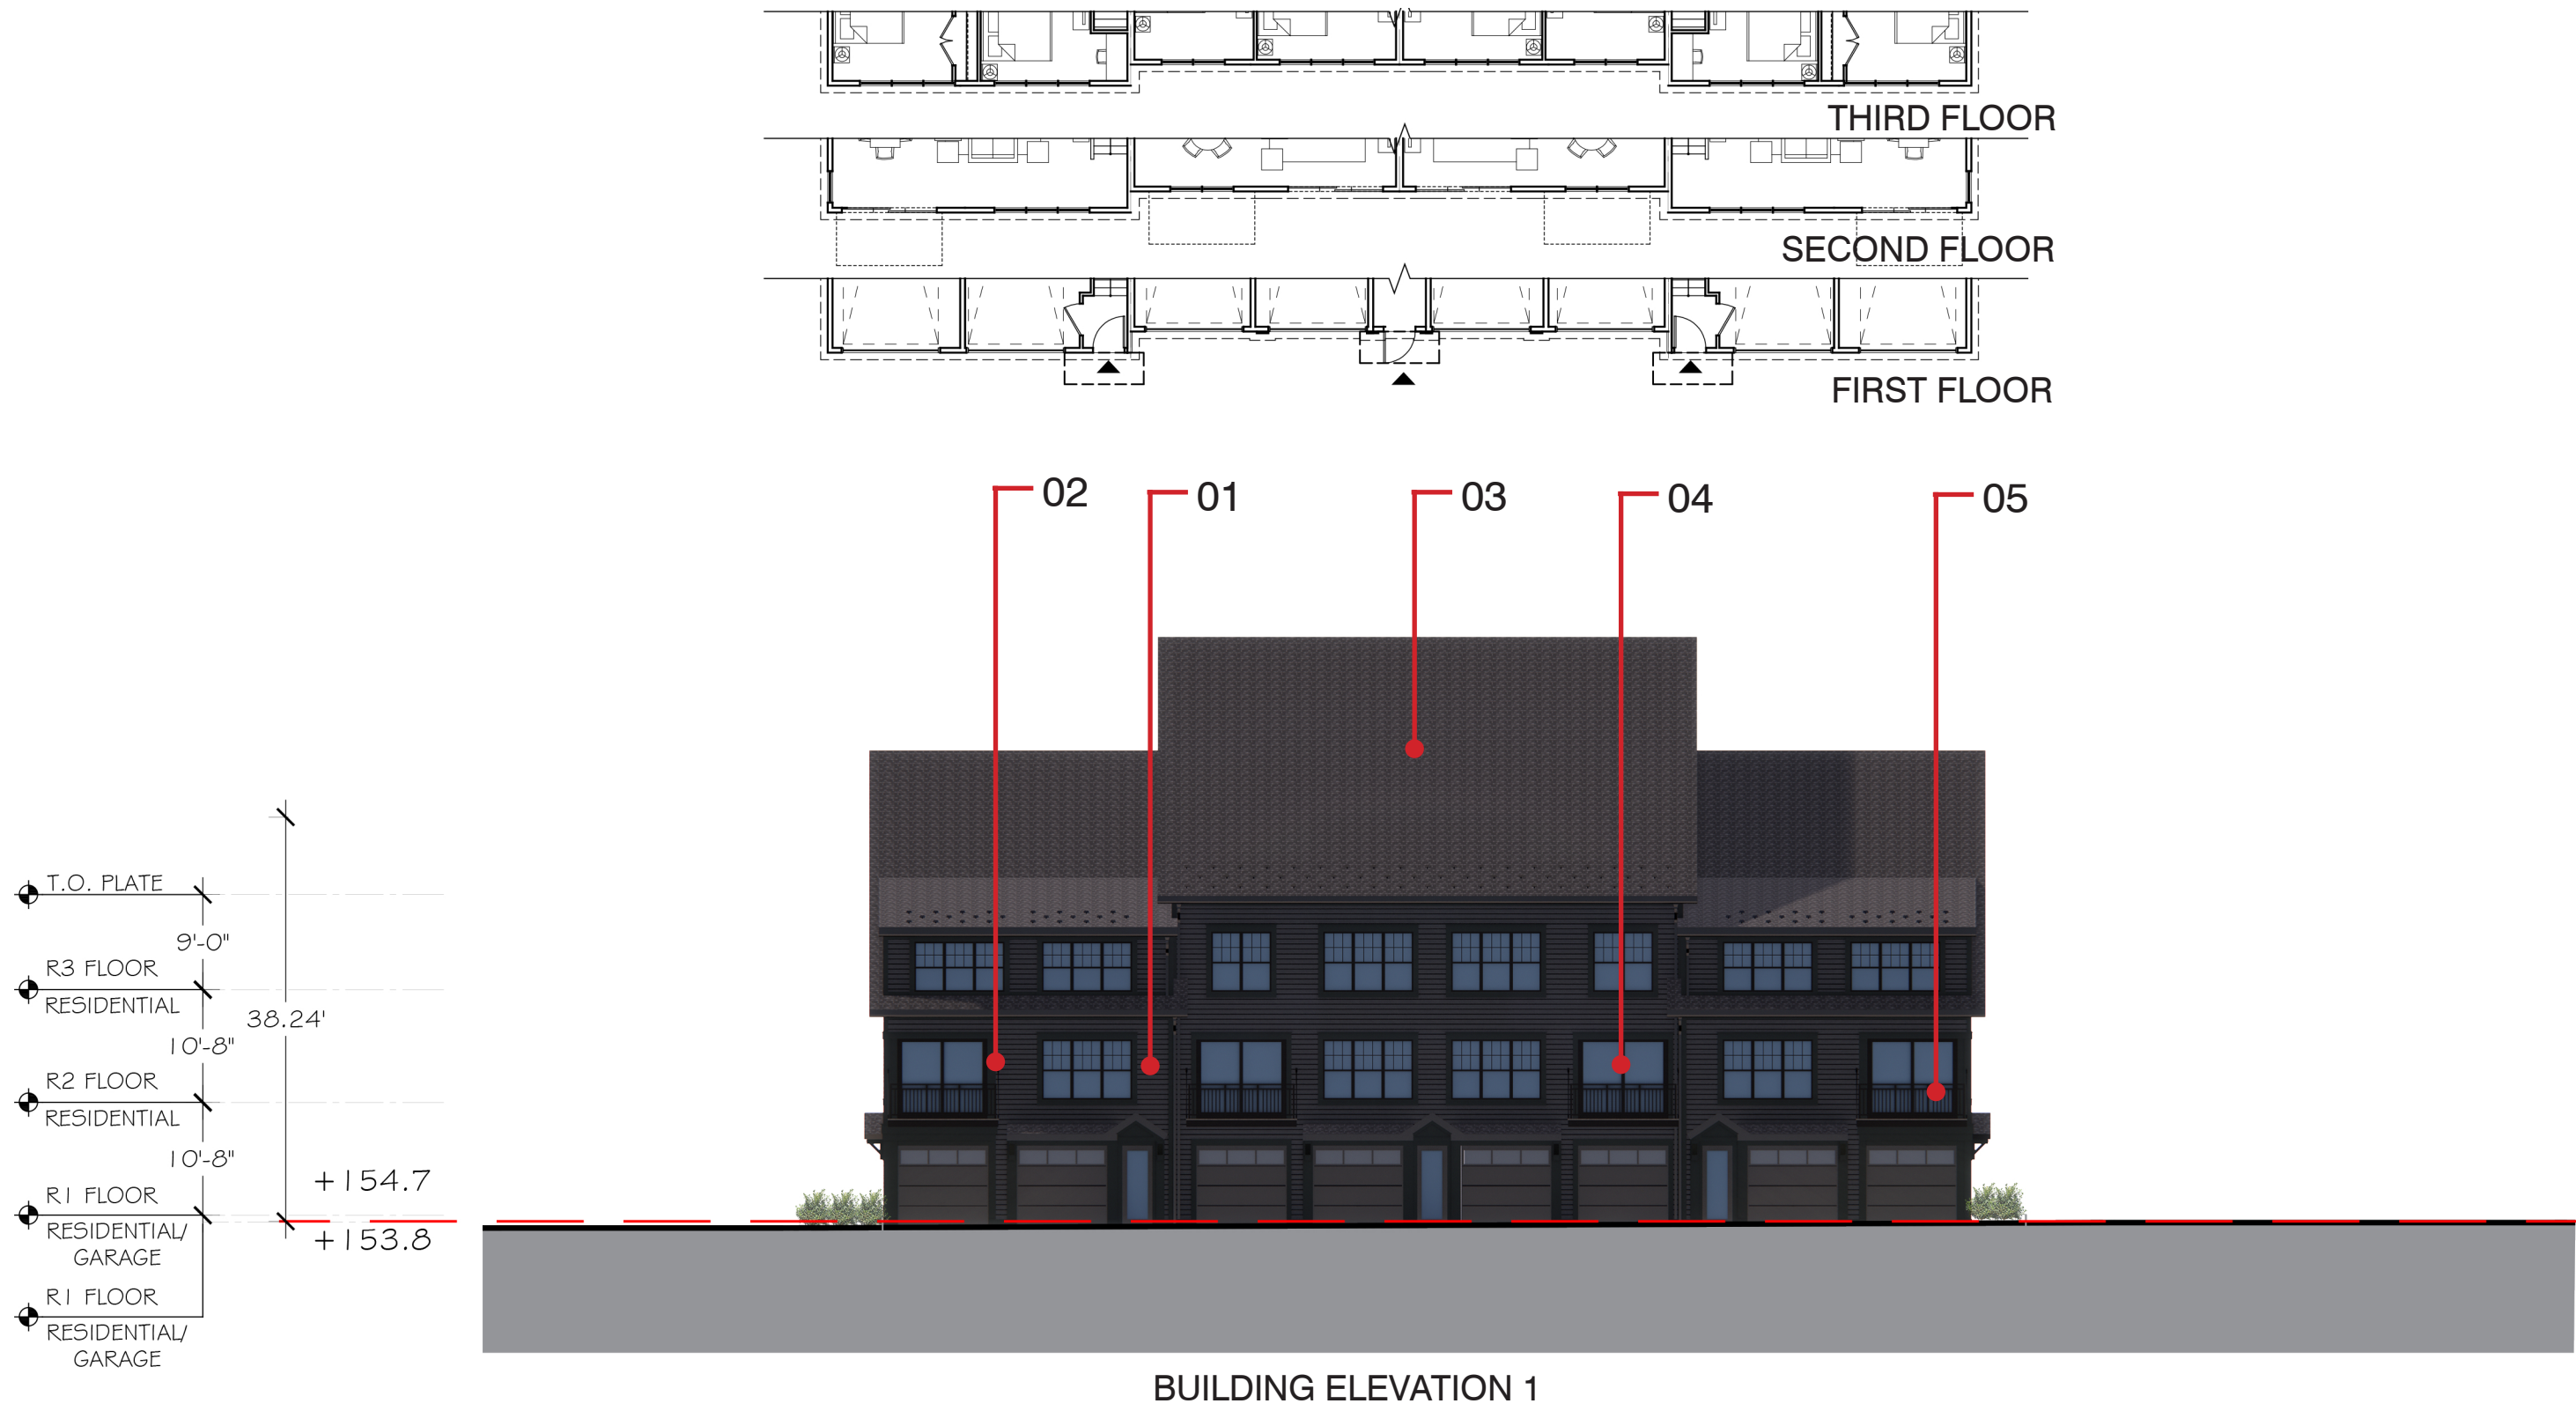 THIRD FLOOR
SECOND FLOOR
FIRST FLOOR
02
01
03
04
05
T.O. PLATE
9'-0"
R3 FLOOR
RESIDENTIAL
38.24'
10'-8"
R2 FLOOR
RESIDENTIAL
10'-8"
+154.7
R1 FLOOR
RESIDENTIAL/
GARAGE
+153.8
R1 FLOOR
RESIDENTIAL/
GARAGE
BUILDING ELEVATION 1